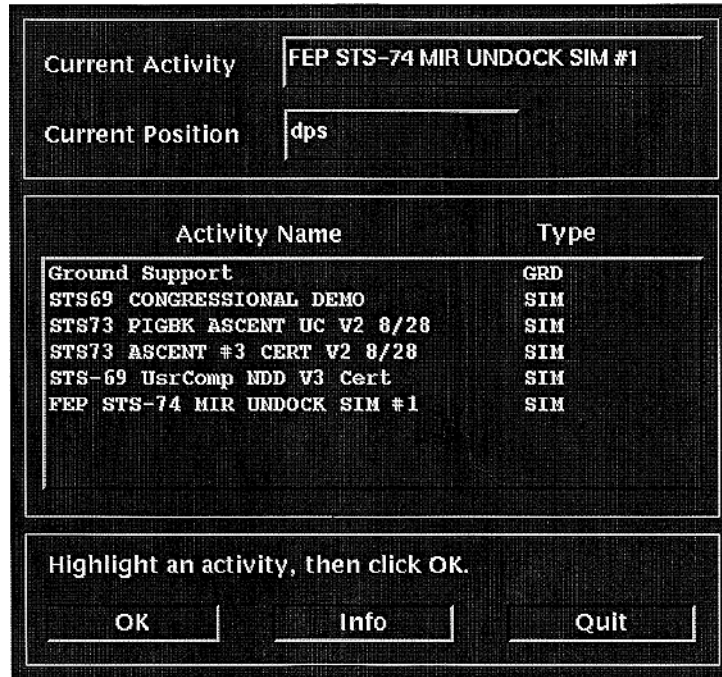 Current Activity FEP STS-74 MIR UNDOCK SIM #1
Current Position dps
Activity Name Type
Ground Support GRD
STS69 CONGRESSIONAL DEMO SIM
STS73 PIGBK ASCENT UC V2 8/28 SIM
STS73 ASCENT #3 CERT V2 8/28 SIM
STS-69 UsrComp NDD V3 Cert SIM
FEP STS-74 MIR UNDOCK SIM #1 SIM
Highlight an activity, then click OK.
OK Info Quit